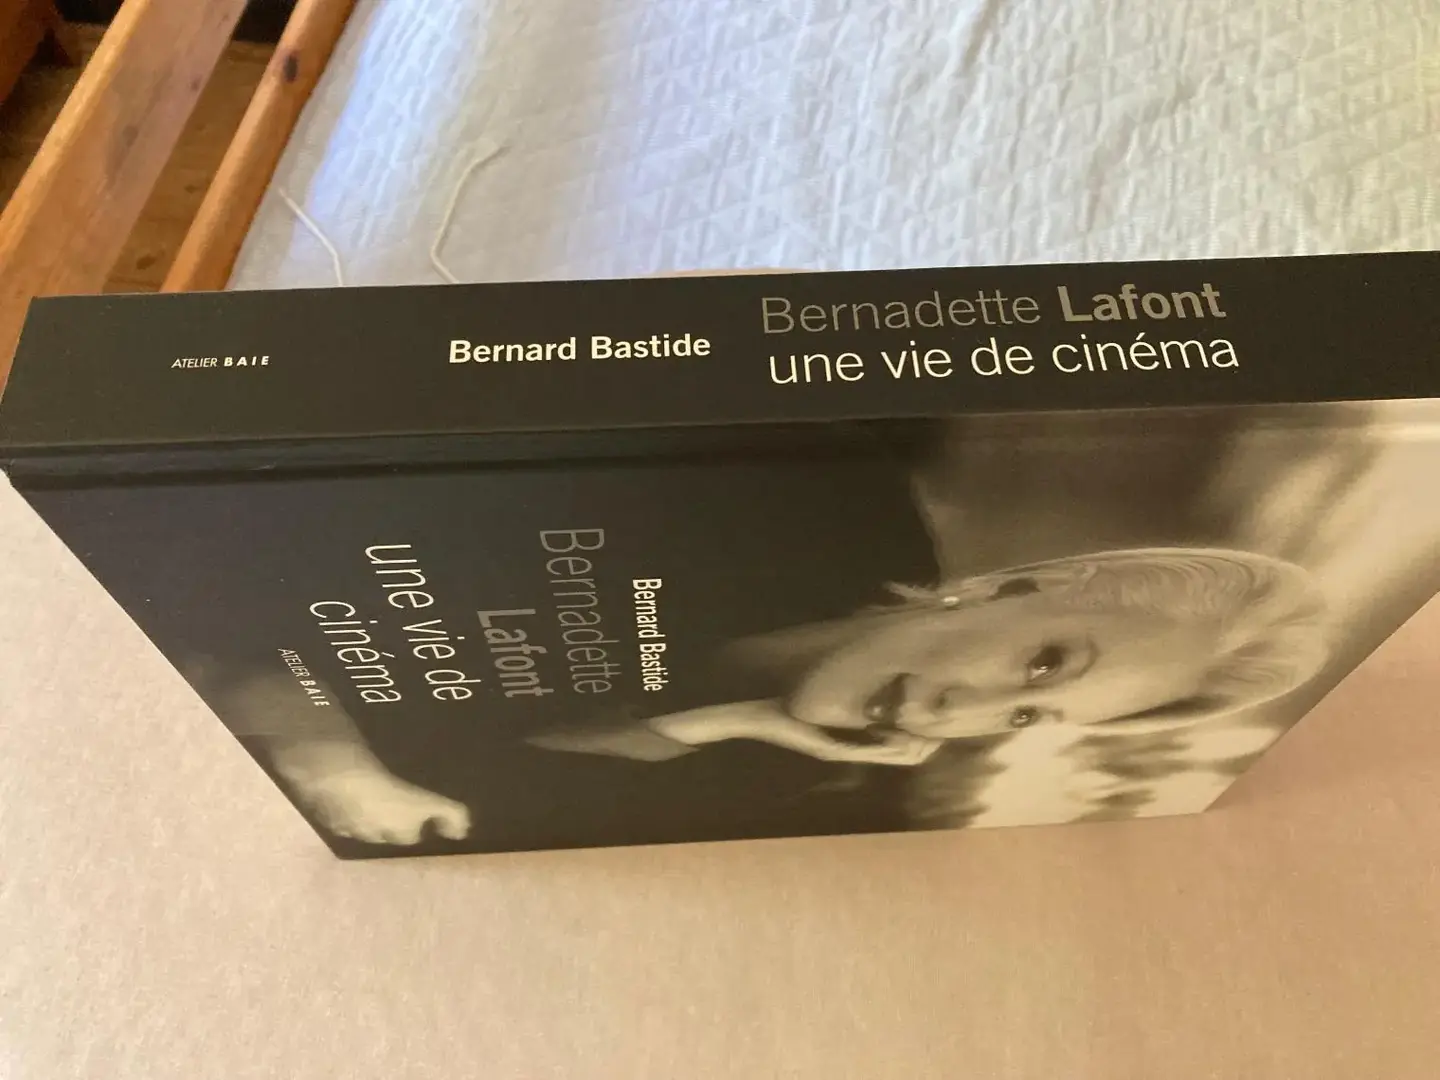 ATELIER BAIE
Bernard Bastide
Bernadette Lafont
une vie de cinéma
Bernard Bastide
Bernadette
Lafont
une vie de
cinéma
ATELIER BAIE